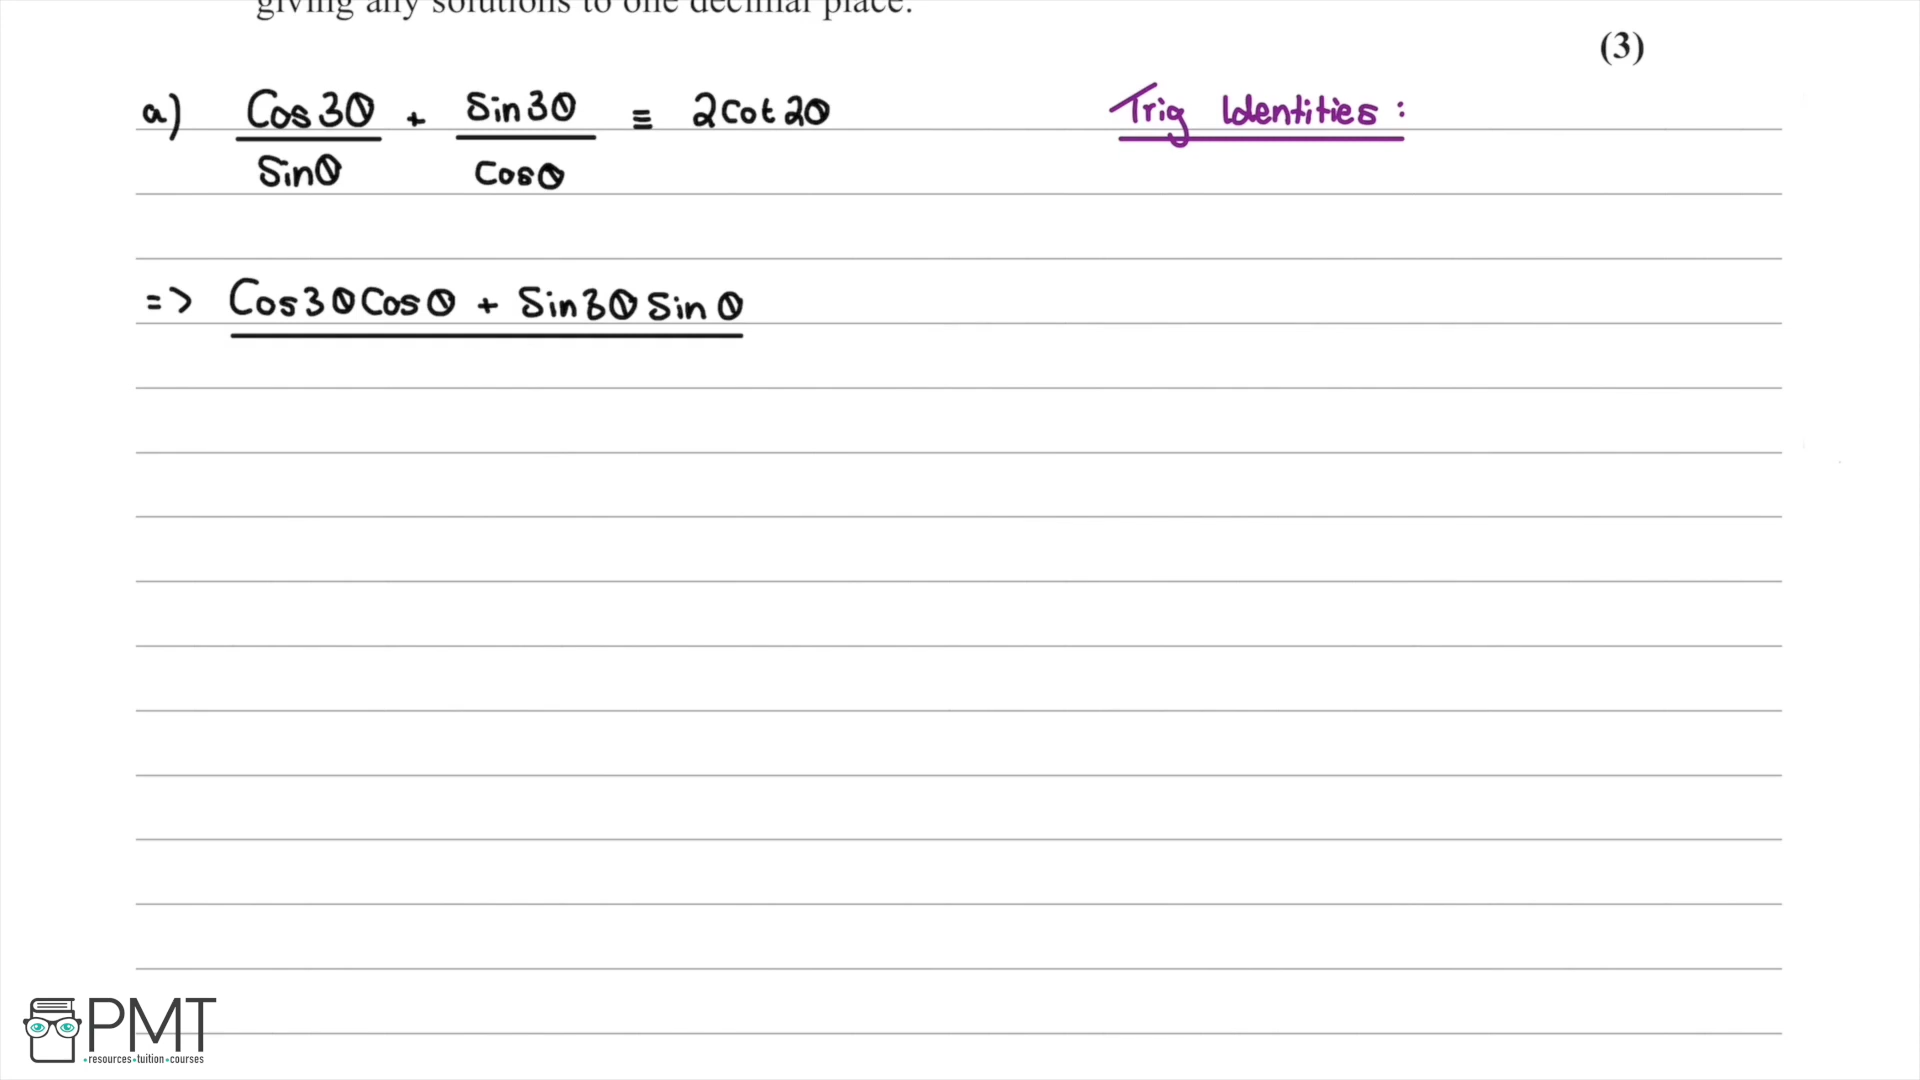 giving any solutions to one decimal place.
(3)
a) Cos3θ/Sinθ + Sin3θ/Cosθ ≡ 2Cot2θ
Trig Identities:
=> Cos3θCosθ + Sin3θSinθ
PMT
•resources•tuition•courses